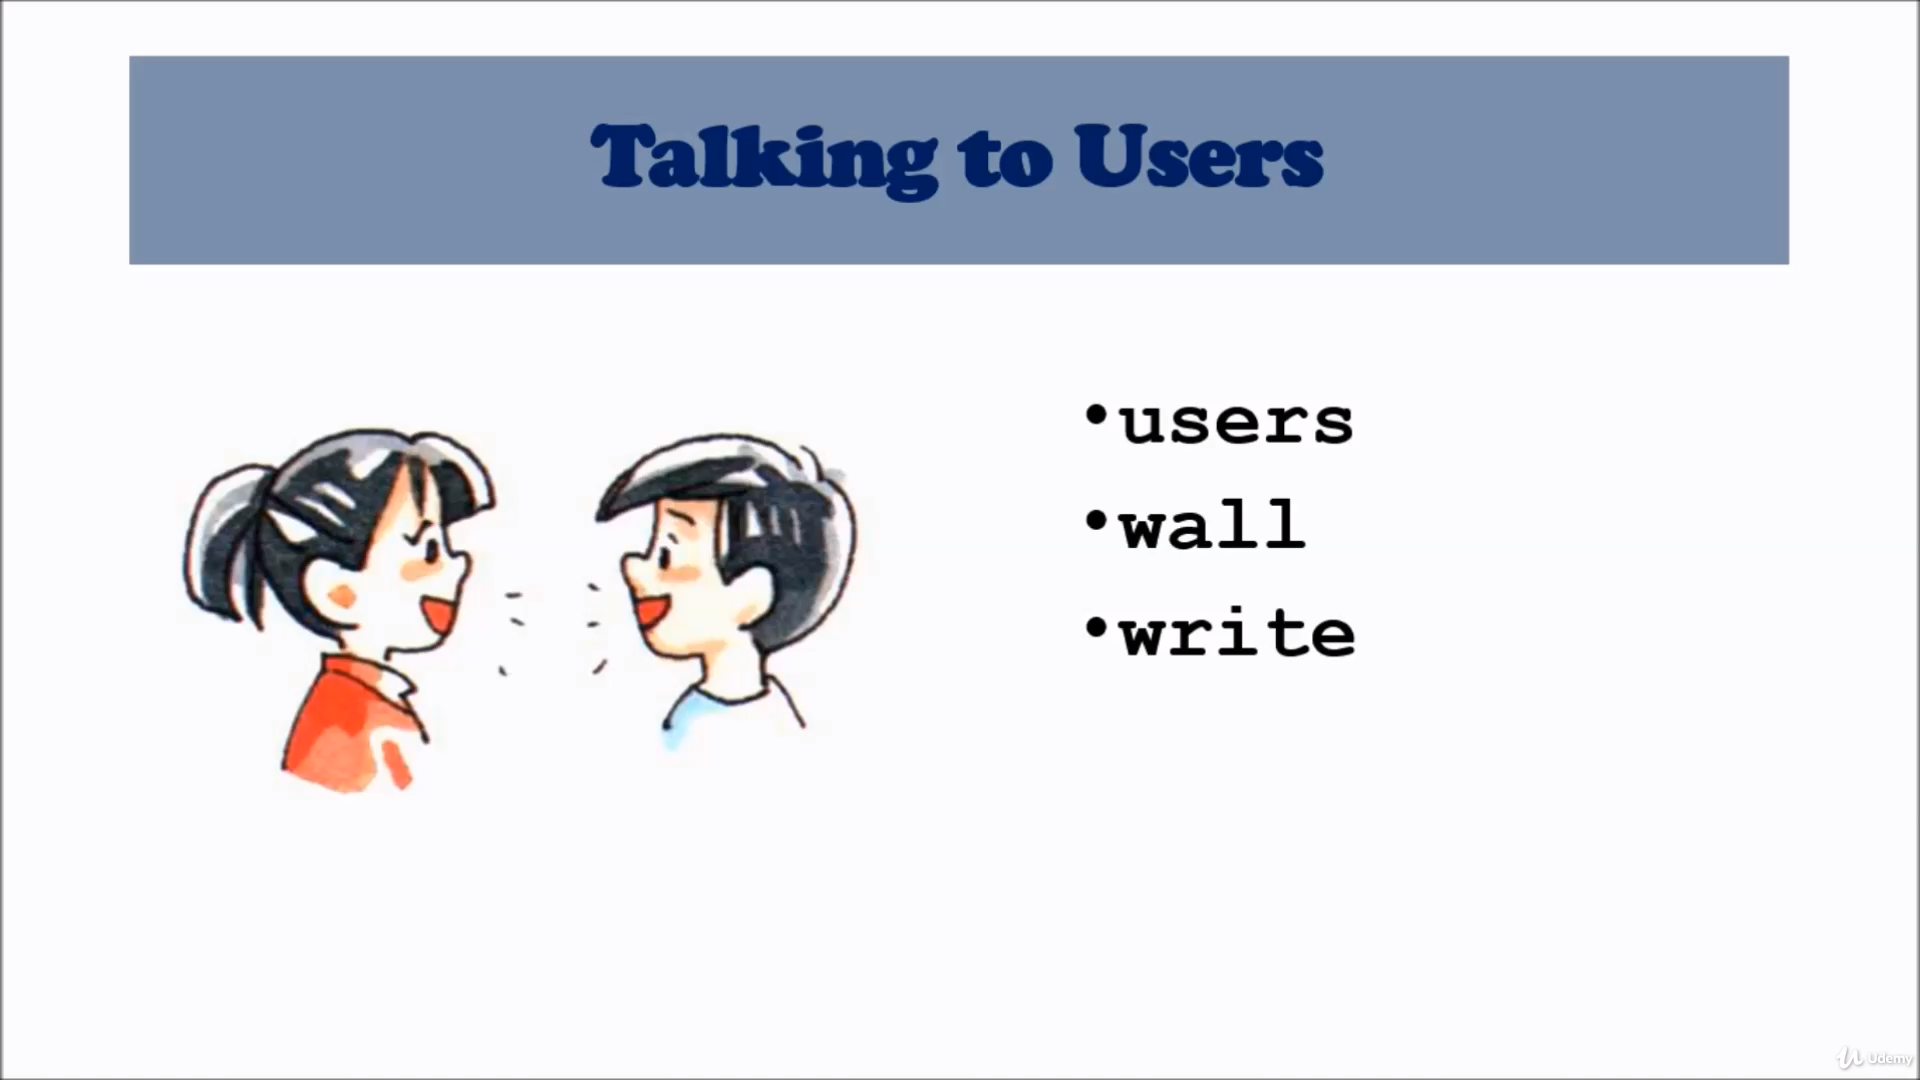 Talking to Users
•users
•wall
•write
Udemy